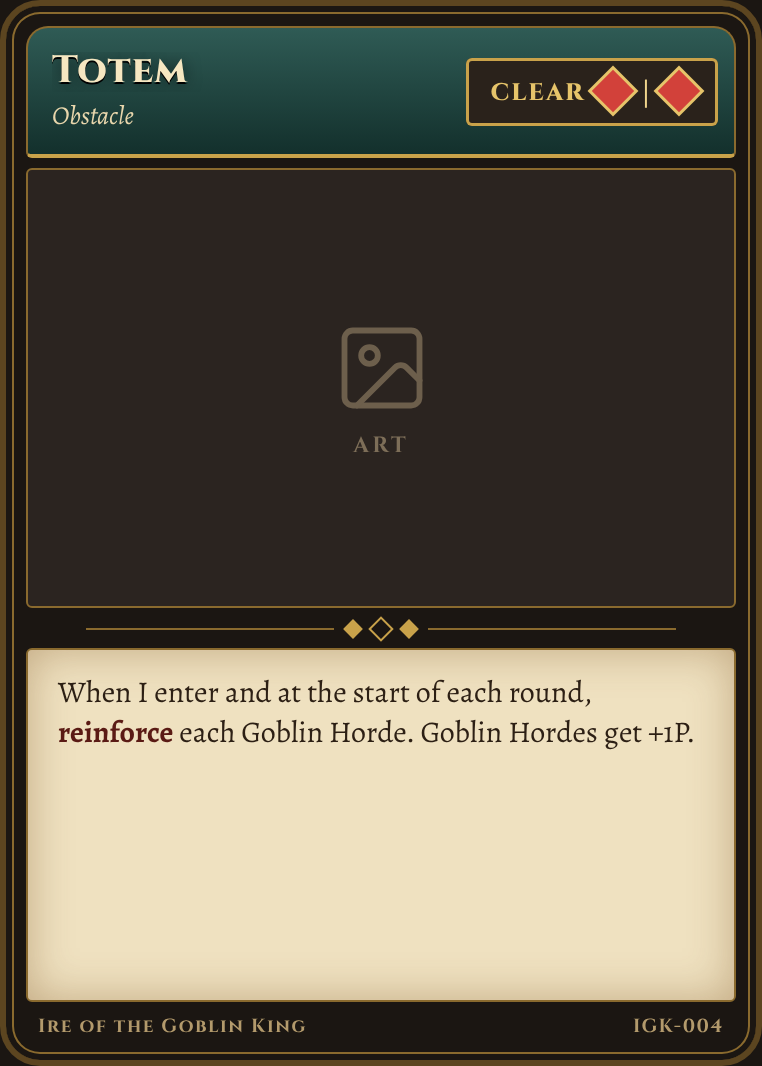 Totem
Obstacle
CLEAR |
ART
When I enter and at the start of each round,
reinforce each Goblin Horde. Goblin Hordes get +1P.
Ire of the Goblin King
IGK-004